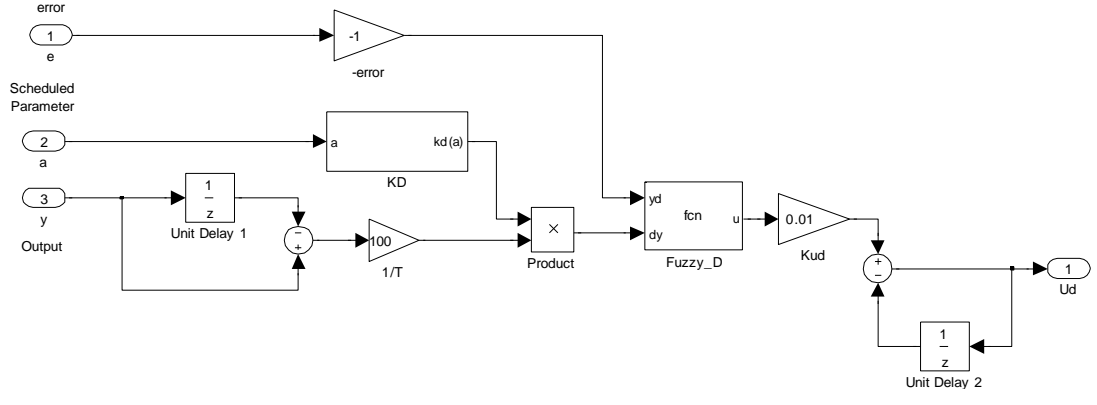 error
1
e
-1
-error
Scheduled
Parameter
2
a
a
kd(a)
KD
3
y
Output
1
z
Unit Delay 1
−
+
100
1/T
×
Product
yd
dy
fcn
u
Fuzzy_D
0.01
Kud
+
−
1
Ud
1
z
Unit Delay 2